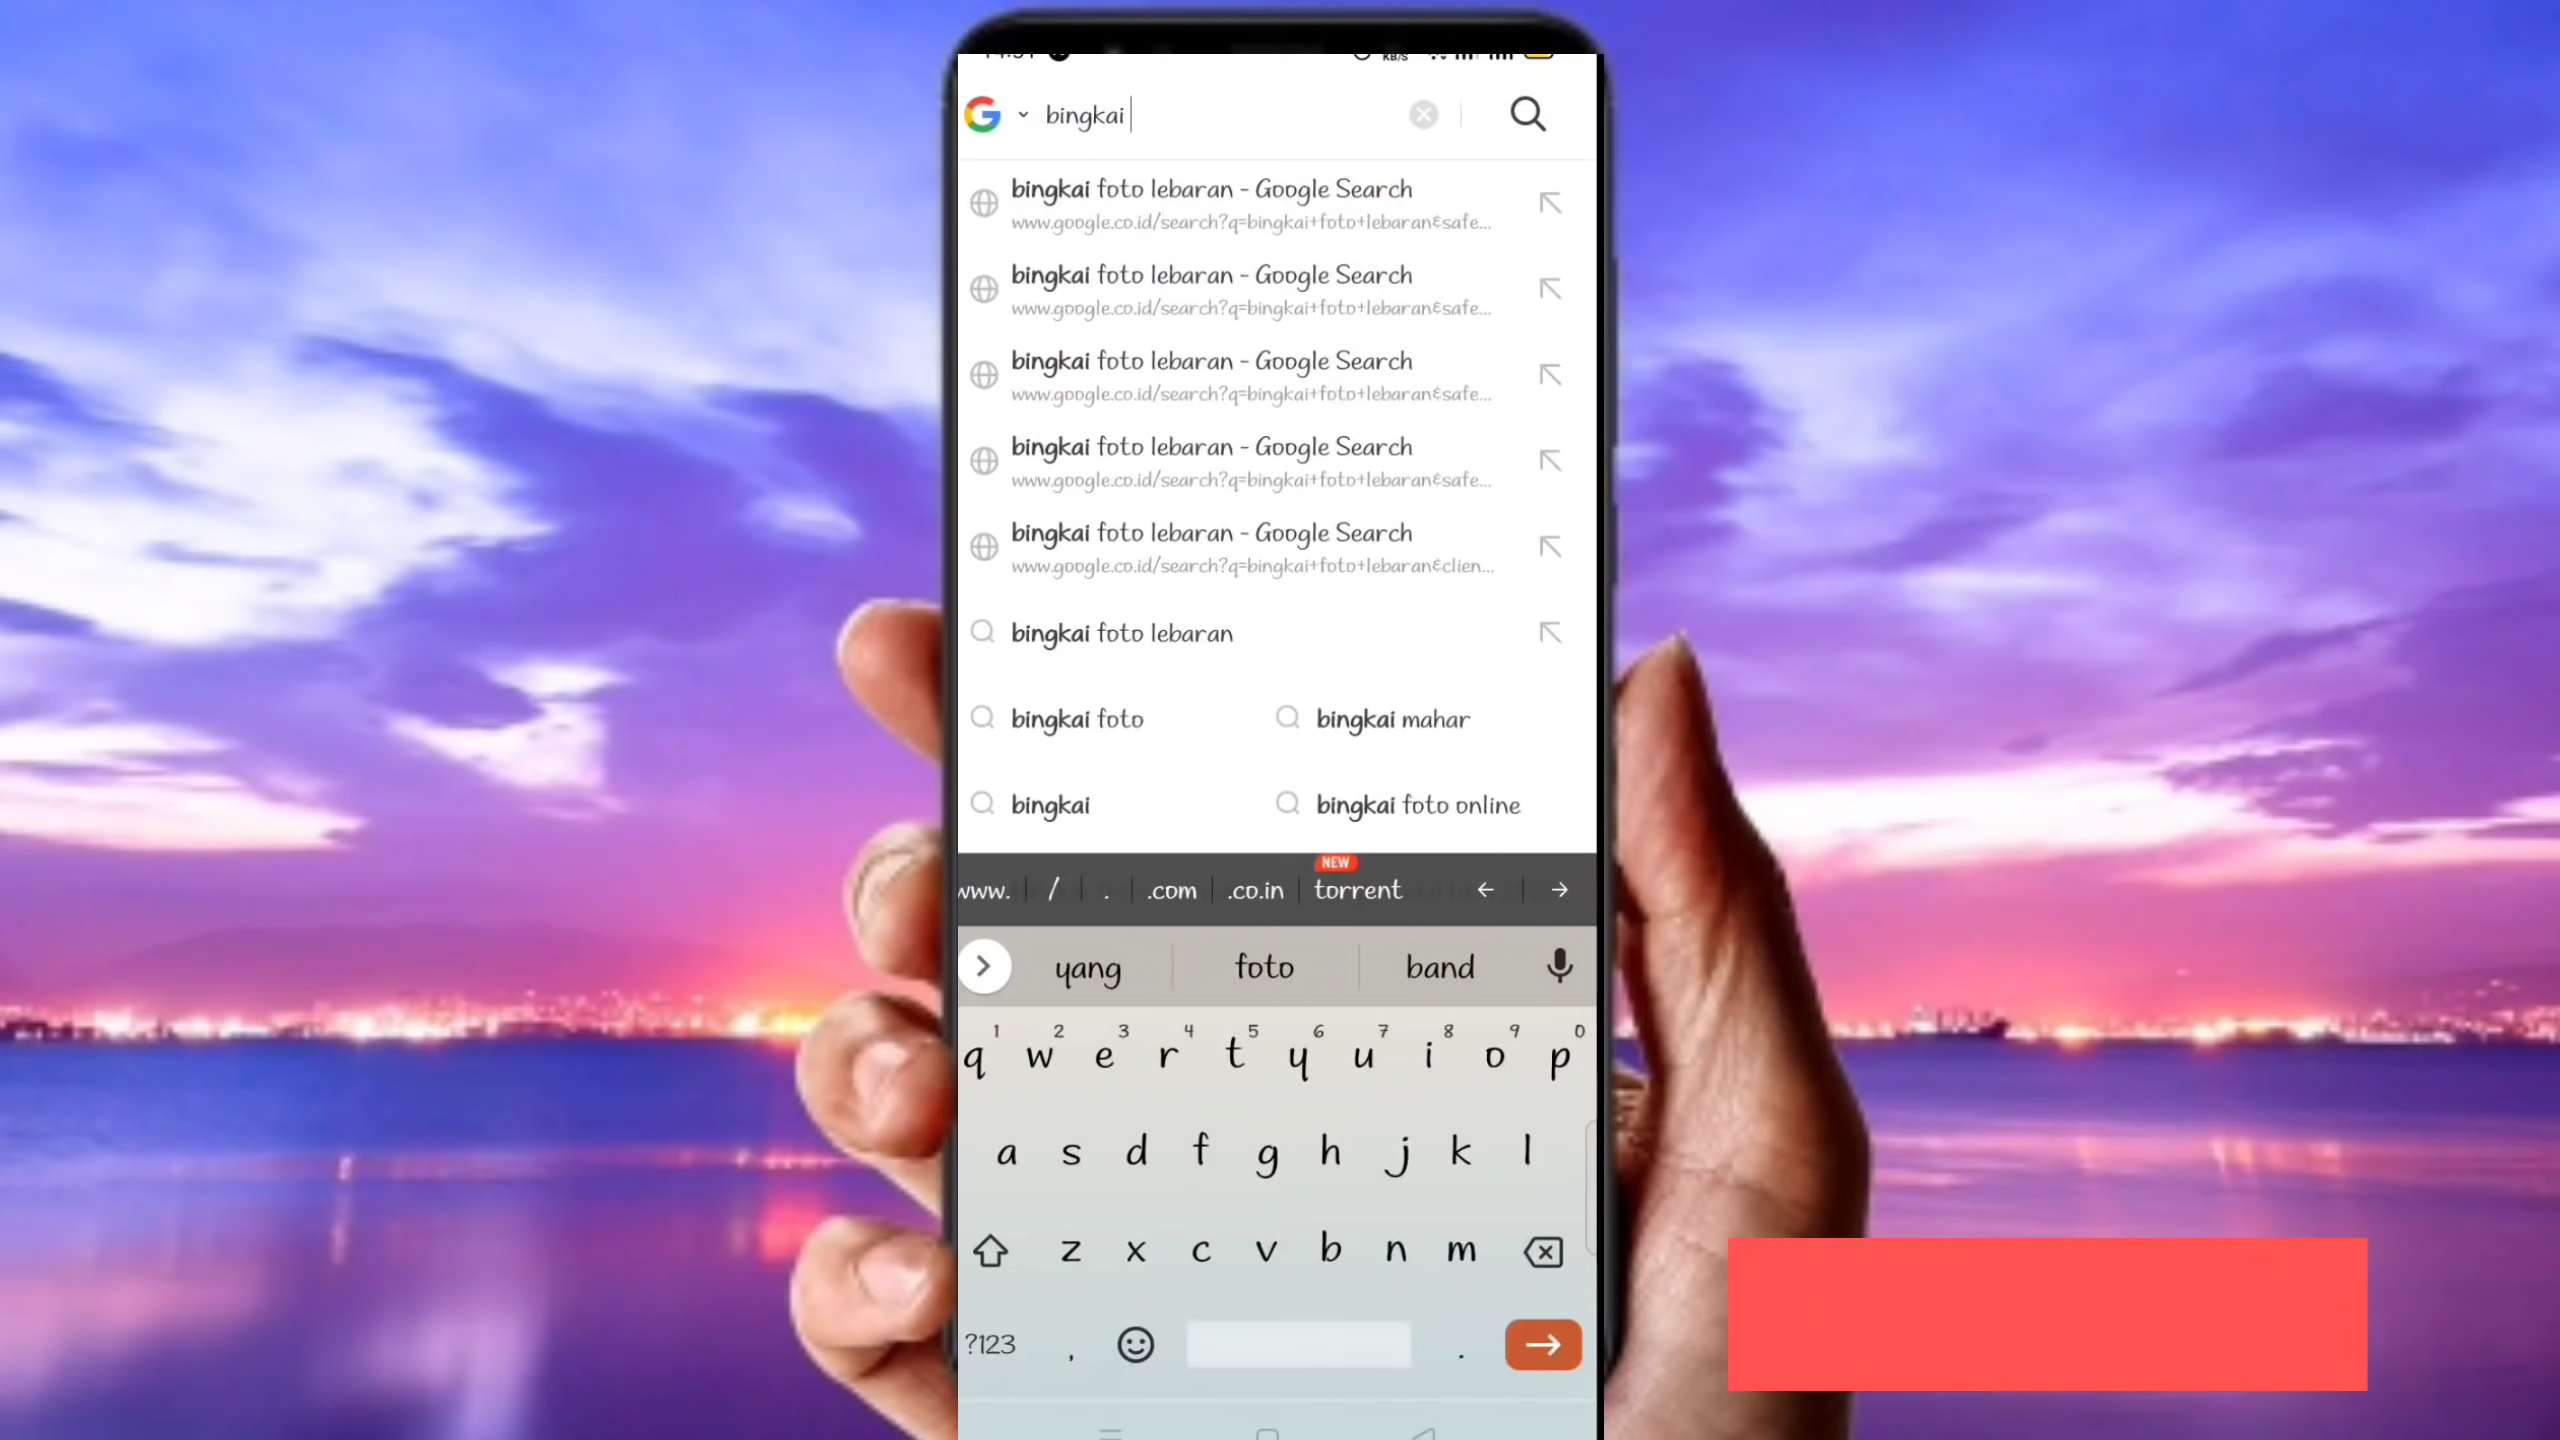 KB/S
bingkai
bingkai foto lebaran - Google Search
www.google.co.id/search?q=bingkai+foto+lebaran&safe...
bingkai foto lebaran - Google Search
www.google.co.id/search?q=bingkai+foto+lebaran&safe...
bingkai foto lebaran - Google Search
www.google.co.id/search?q=bingkai+foto+lebaran&safe...
bingkai foto lebaran - Google Search
www.google.co.id/search?q=bingkai+foto+lebaran&safe...
bingkai foto lebaran - Google Search
www.google.co.id/search?q=bingkai+foto+lebaran&clien...
bingkai foto lebaran
bingkai foto bingkai mahar
bingkai bingkai foto online
NEW
www. / . .com .co.in torrent
yang foto band
1 2 3 4 5 6 7 8 9 0
q w e r t y u i o p
a s d f g h j k l
z x c v b n m
?123 , .